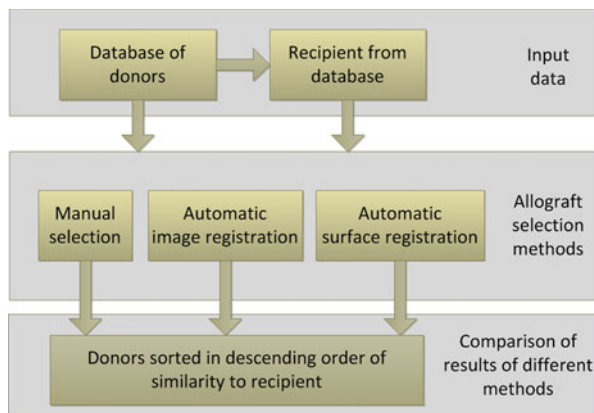 Database of
donors
Recipient from
database
Input
data
Manual
selection
Automatic
image registration
Automatic
surface registration
Allograft
selection
methods
Donors sorted in descending order of
similarity to recipient
Comparison of
results of different
methods